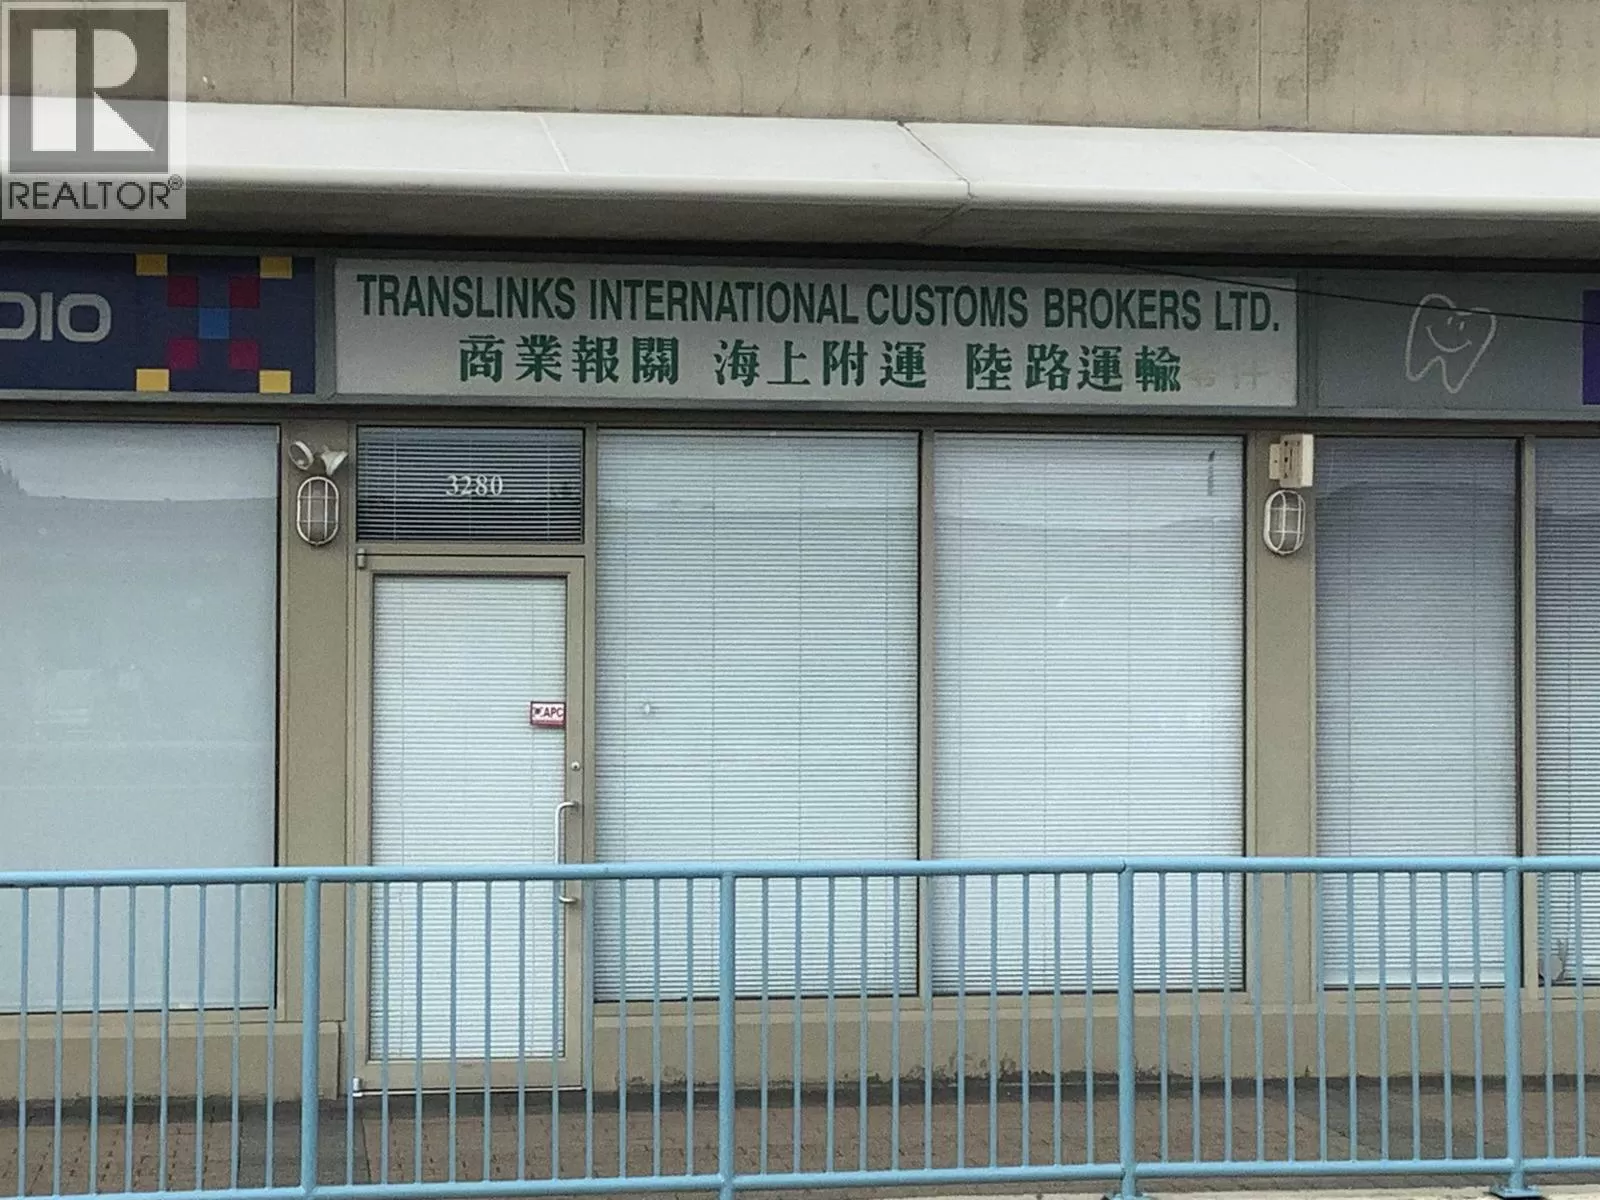 R
REALTOR®
DIO
TRANSLINKS INTERNATIONAL CUSTOMS BROKERS LTD.
商業報關 海上附運 陸路運輸
3280
APC